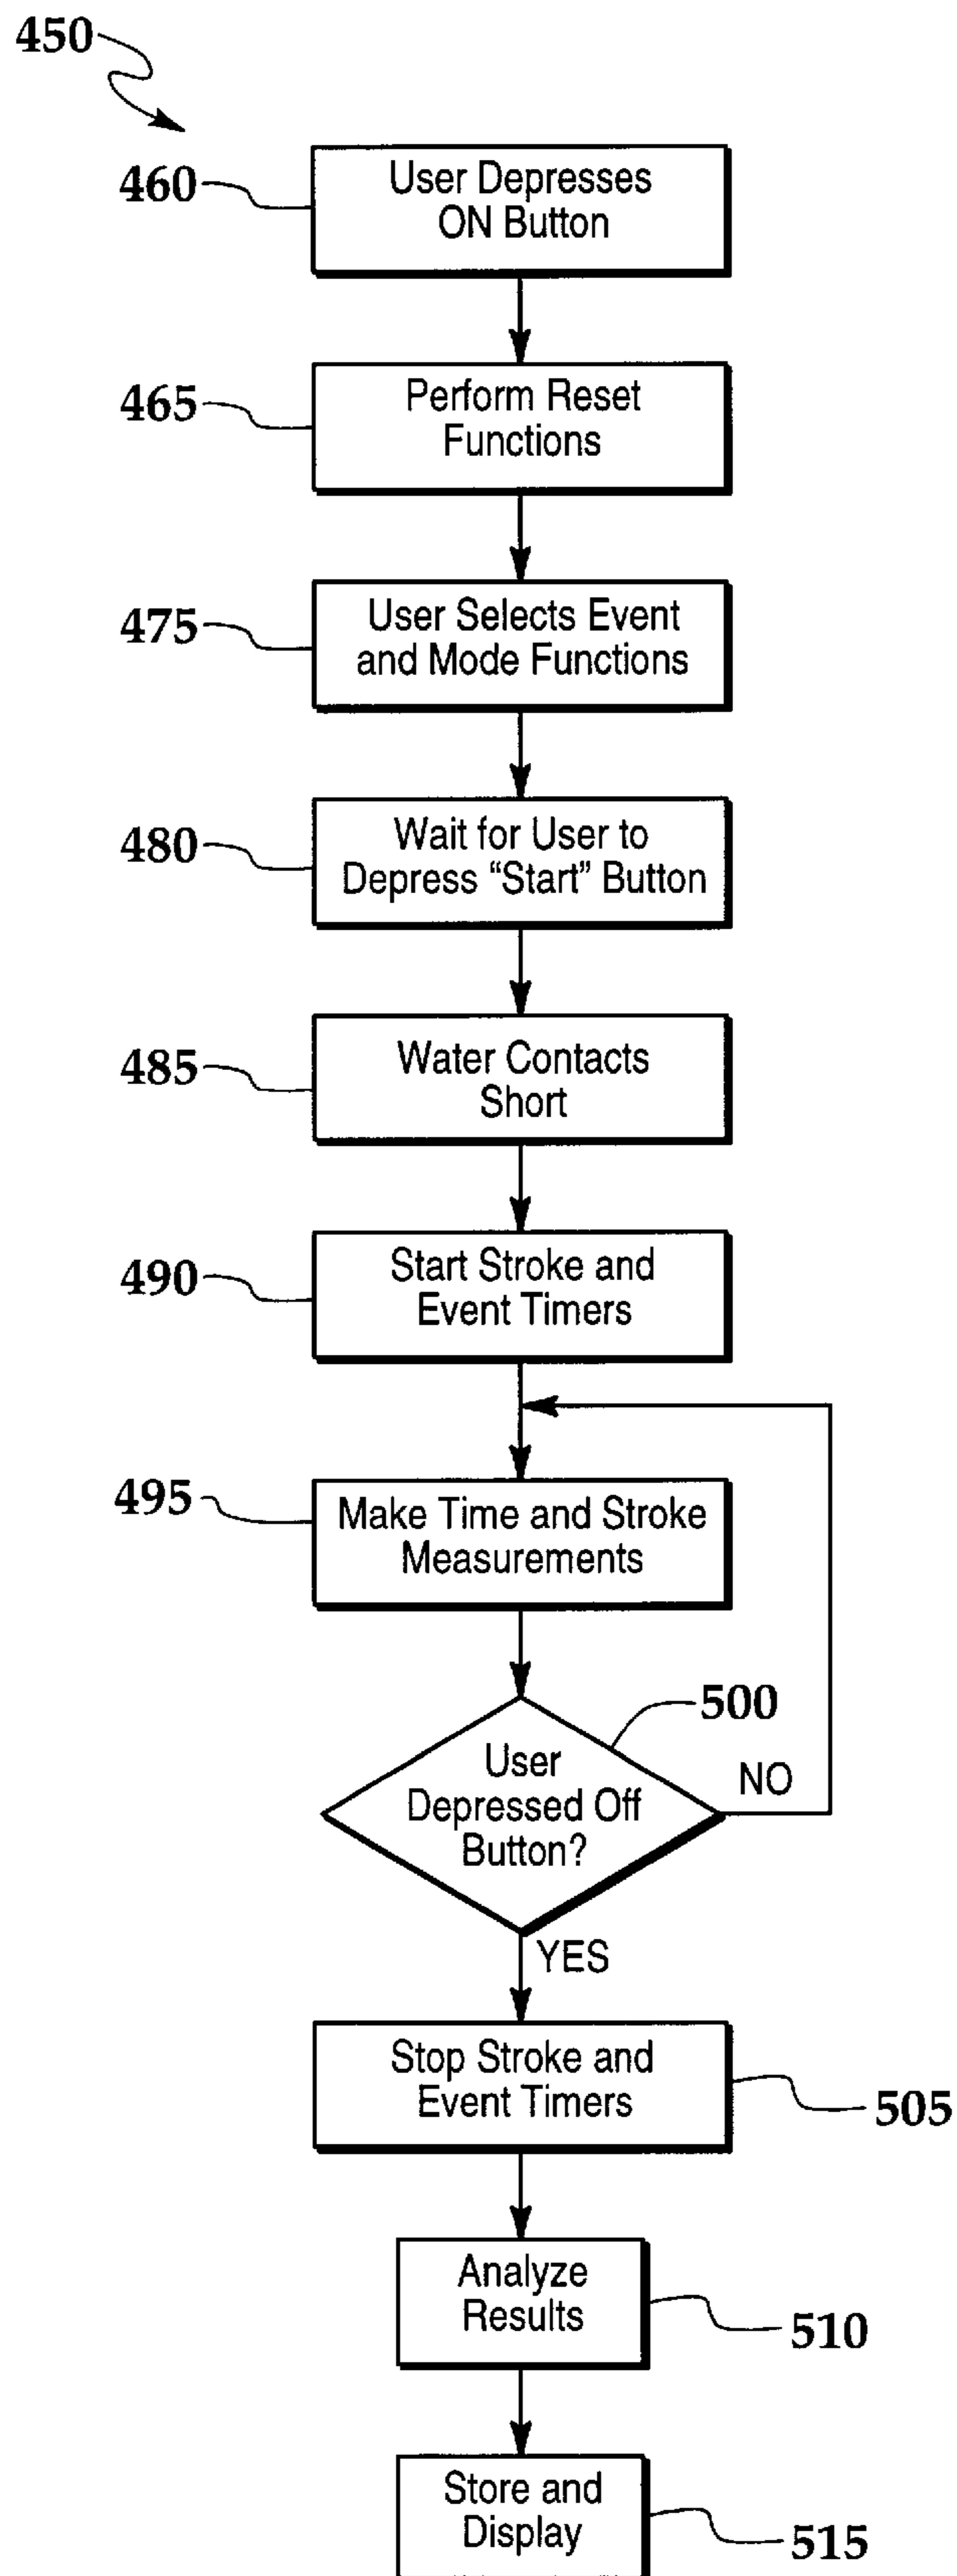 450
460
User Depresses
ON Button
465
Perform Reset
Functions
475
User Selects Event
and Mode Functions
480
Wait for User to
Depress “Start” Button
485
Water Contacts
Short
490
Start Stroke and
Event Timers
495
Make Time and Stroke
Measurements
500
User
Depressed Off
Button?
NO
YES
Stop Stroke and
Event Timers
505
Analyze
Results
510
Store and
Display
515